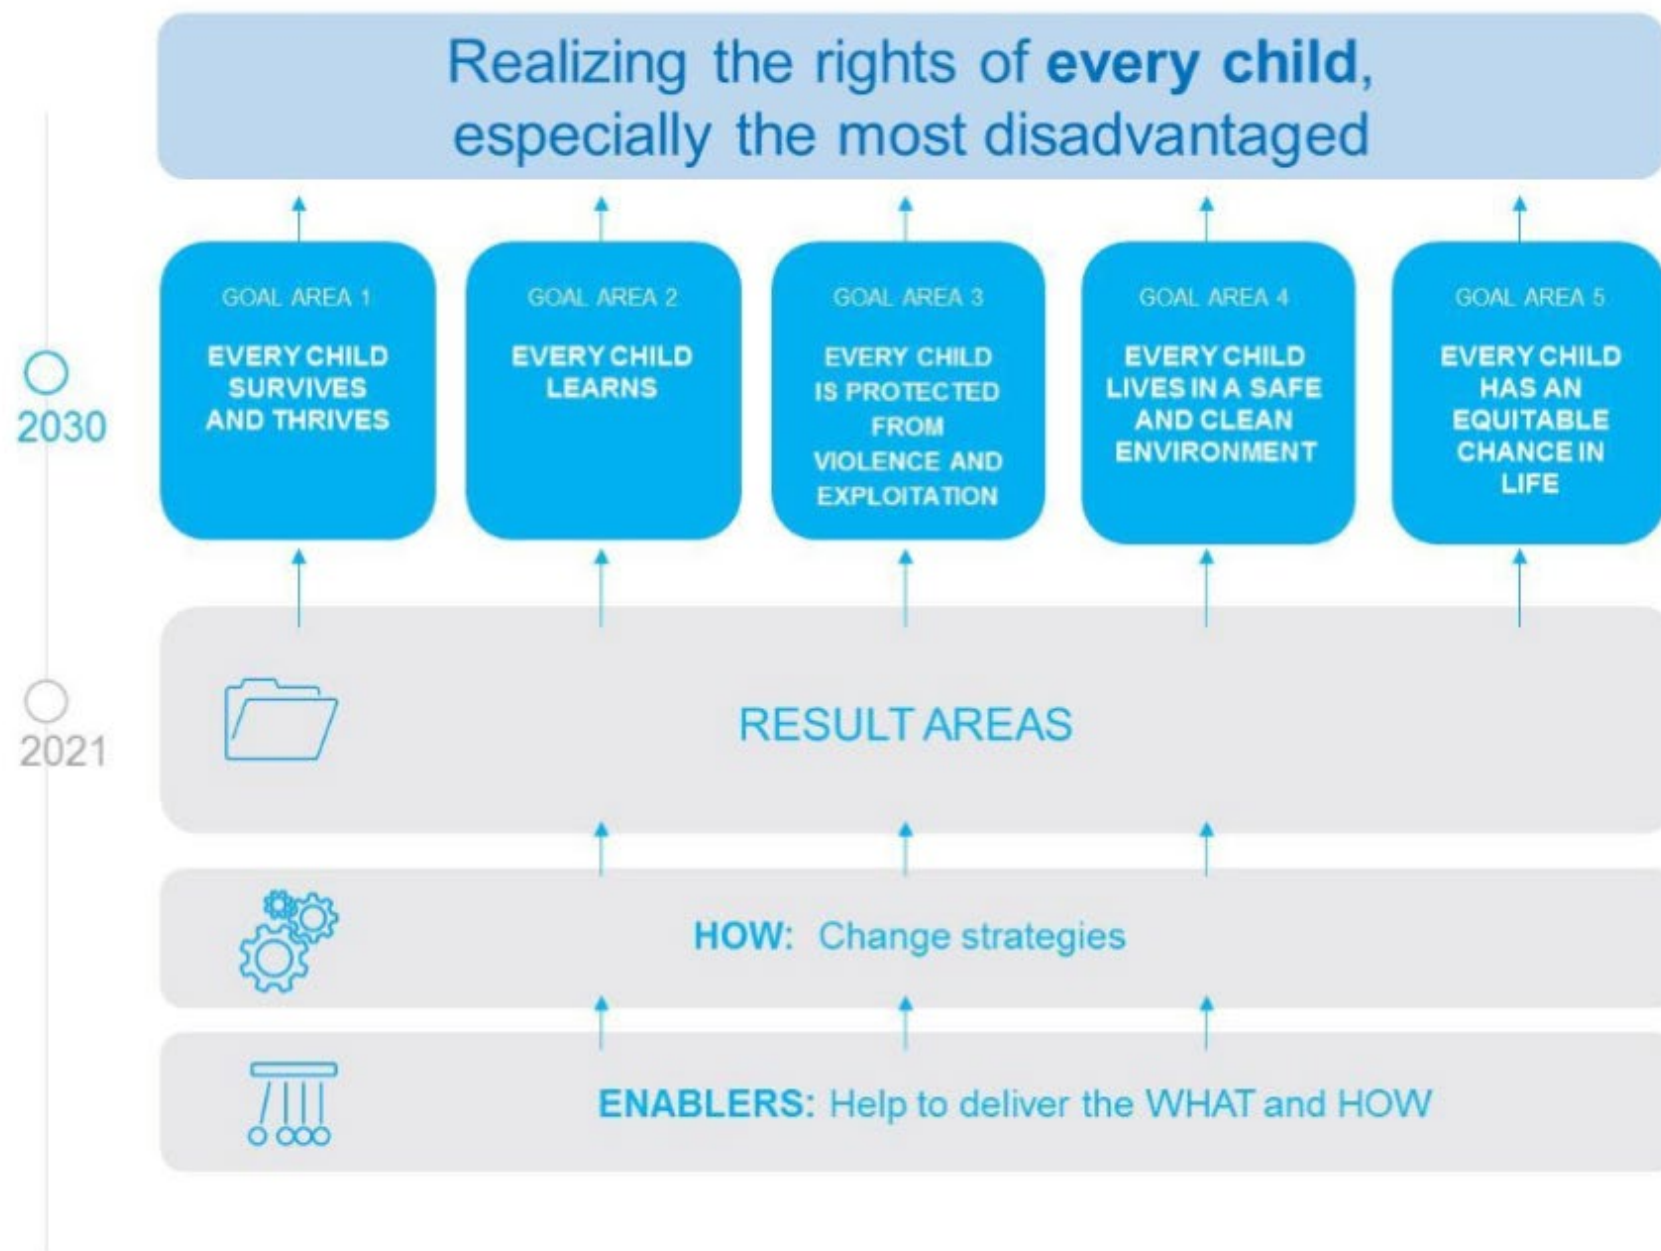 Realizing the rights of every child,
especially the most disadvantaged
GOAL AREA 1
EVERY CHILD
SURVIVES
AND THRIVES
GOAL AREA 2
EVERY CHILD
LEARNS
GOAL AREA 3
EVERY CHILD
IS PROTECTED
FROM
VIOLENCE AND
EXPLOITATION
GOAL AREA 4
EVERY CHILD
LIVES IN A SAFE
AND CLEAN
ENVIRONMENT
GOAL AREA 5
EVERY CHILD
HAS AN
EQUITABLE
CHANCE IN
LIFE
2030
RESULT AREAS
2021
HOW: Change strategies
ENABLERS: Help to deliver the WHAT and HOW